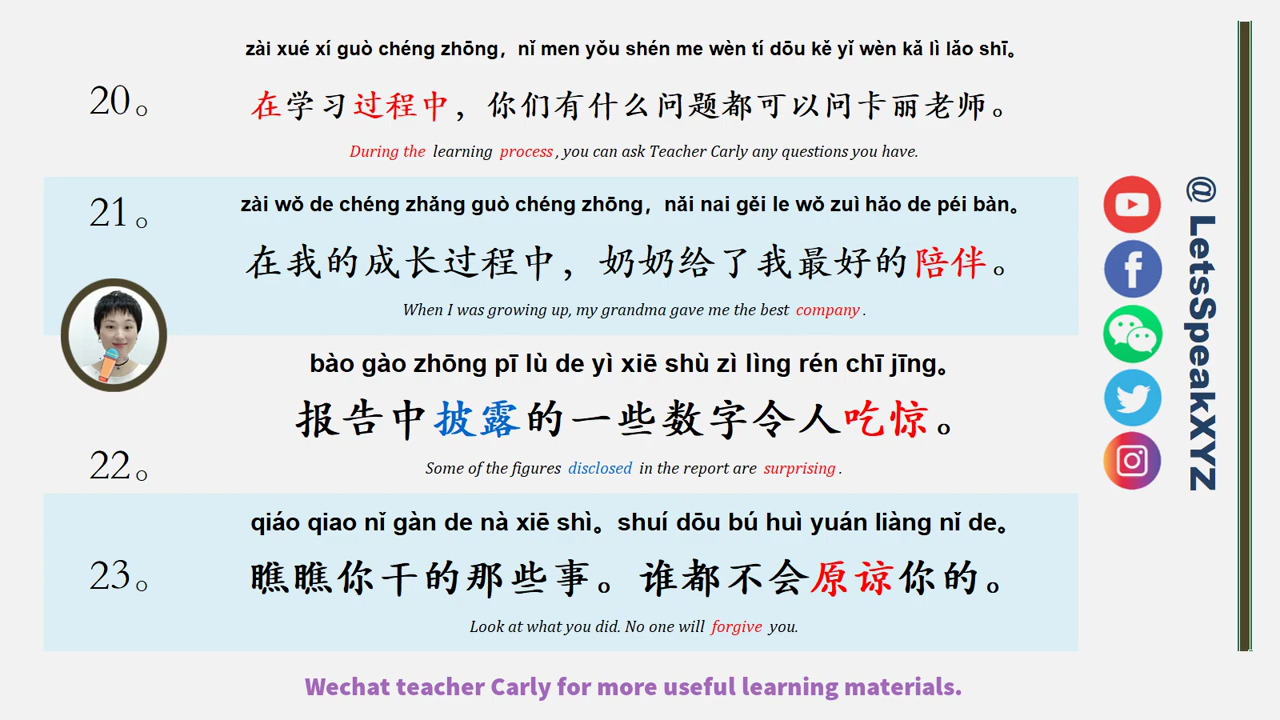 zài xué xí guò chéng zhōng，nǐ men yǒu shén me wèn tí dōu kě yǐ wèn kǎ lì lǎo shī。
20。
在学习过程中，你们有什么问题都可以问卡丽老师。
During the learning process, you can ask Teacher Carly any questions you have.
21。
zài wǒ de chéng zhǎng guò chéng zhōng，nǎi nai gěi le wǒ zuì hǎo de péi bàn。
在我的成长过程中，奶奶给了我最好的陪伴。
When I was growing up, my grandma gave me the best company.
bào gào zhōng pī lù de yì xiē shù zì lìng rén chī jīng。
报告中披露的一些数字令人吃惊。
22。
Some of the figures disclosed in the report are surprising.
qiáo qiao nǐ gàn de nà xiē shì。shuí dōu bú huì yuán liàng nǐ de。
23。
瞧瞧你干的那些事。谁都不会原谅你的。
Look at what you did. No one will forgive you.
@ LetsSpeakXYZ
Wechat teacher Carly for more useful learning materials.